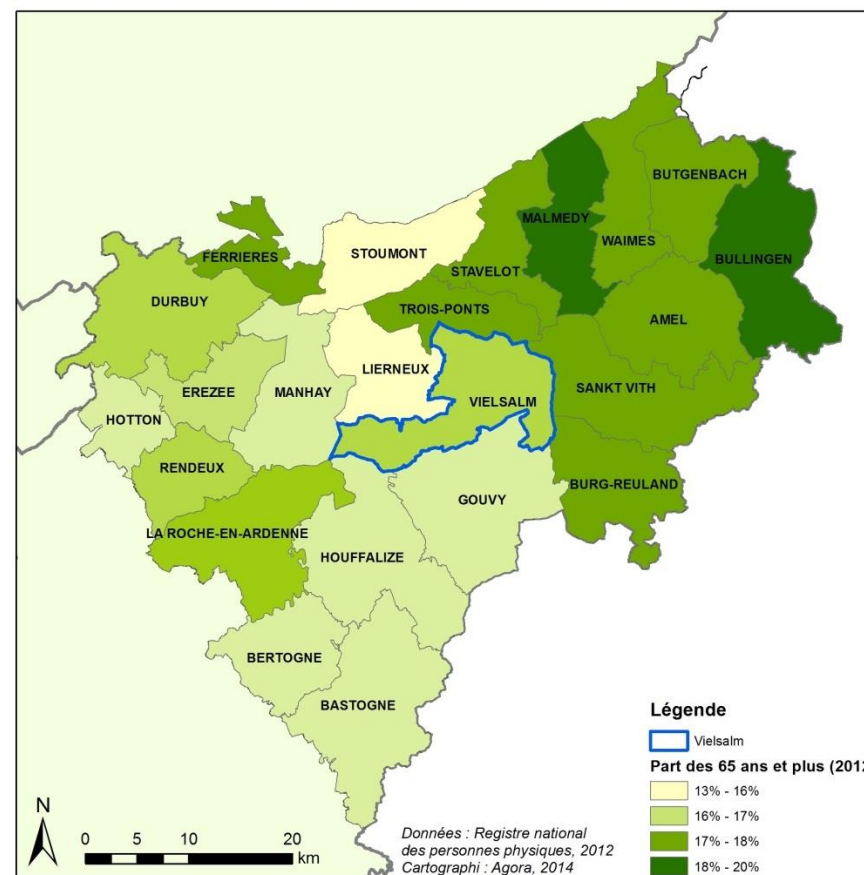 BUTGENBACH
MALMEDY
WAIMES
BULLINGEN
FERRIERES
STOUMONT
STAVELOT
DURBUY
TROIS-PONTS
AMEL
LIERNEUX
SANKT VITH
EREZEE
MANHAY
VIELSALM
HOTTON
RENDEUX
GOUVY
BURG-REULAND
LA ROCHE-EN-ARDENNE
HOUFFALIZE
BERTOGNE
BASTOGNE
Légende
Vielsalm
Part des 65 ans et plus (2012
13% - 16%
16% - 17%
17% - 18%
18% - 20%
N
0 5 10 20
km
Données : Registre national
des personnes physiques, 2012
Cartographi : Agora, 2014